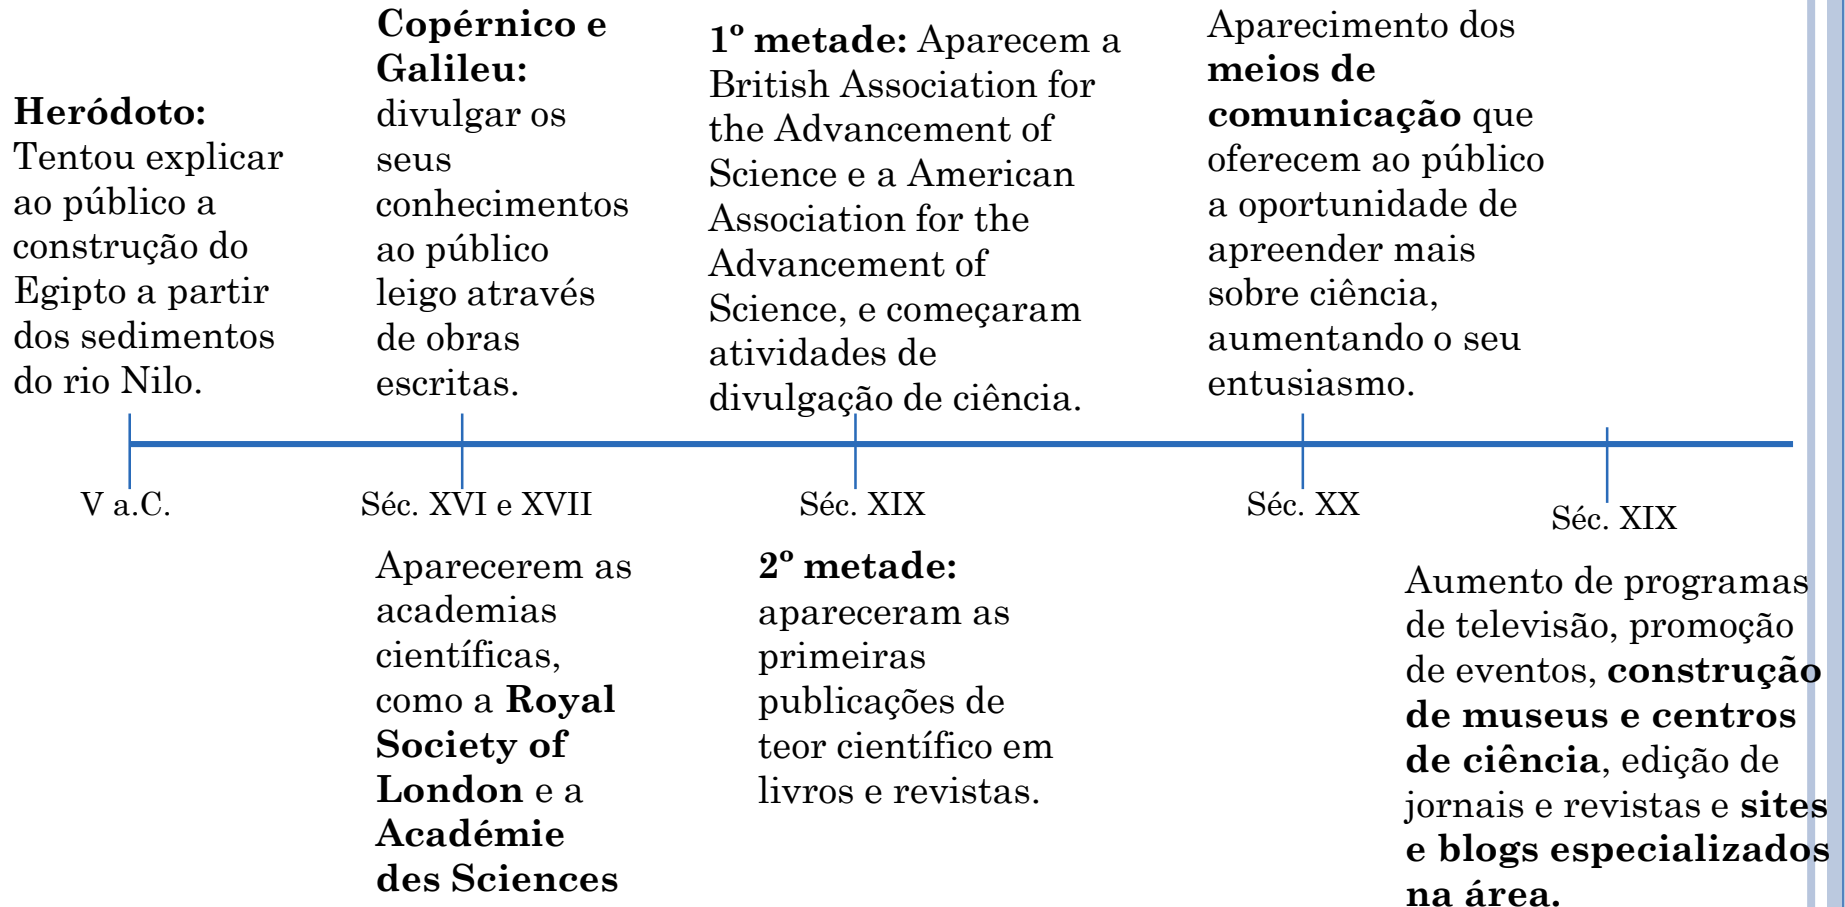 Heródoto:
Tentou explicar
ao público a
construção do
Egipto a partir
dos sedimentos
do rio Nilo.
Copérnico e
Galileu:
divulgar os
seus
conhecimentos
ao público
leigo através
de obras
escritas.
1º metade: Aparecem a
British Association for
the Advancement of
Science e a American
Association for the
Advancement of
Science, e começaram
atividades de
divulgação de ciência.
Aparecimento dos
meios de
comunicação que
oferecem ao público
a oportunidade de
apreender mais
sobre ciência,
aumentando o seu
entusiasmo.
V a.C.
Séc. XVI e XVII
Séc. XIX
Séc. XX
Séc. XIX
Aparecerem as
academias
científicas,
como a Royal
Society of
London e a
Académie
des Sciences
2º metade:
apareceram as
primeiras
publicações de
teor científico em
livros e revistas.
Aumento de programas
de televisão, promoção
de eventos, construção
de museus e centros
de ciência, edição de
jornais e revistas e sites
e blogs especializados
na área.